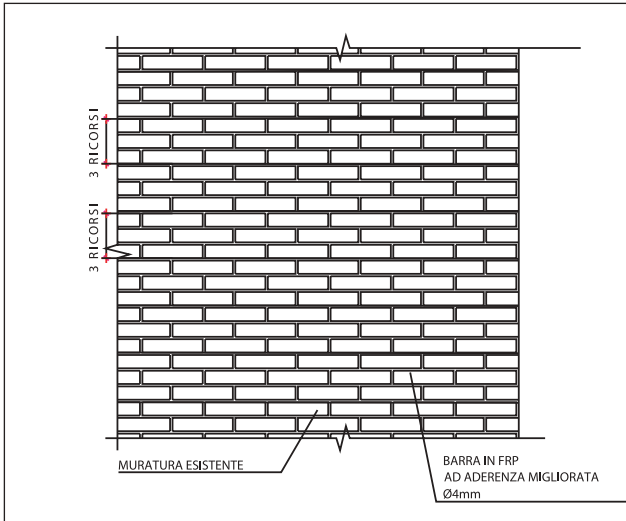 3 RICORSI
3 RICORSI
MURATURA ESISTENTE
BARRA IN FRP
AD ADERENZA MIGLIORATA
Ø4mm